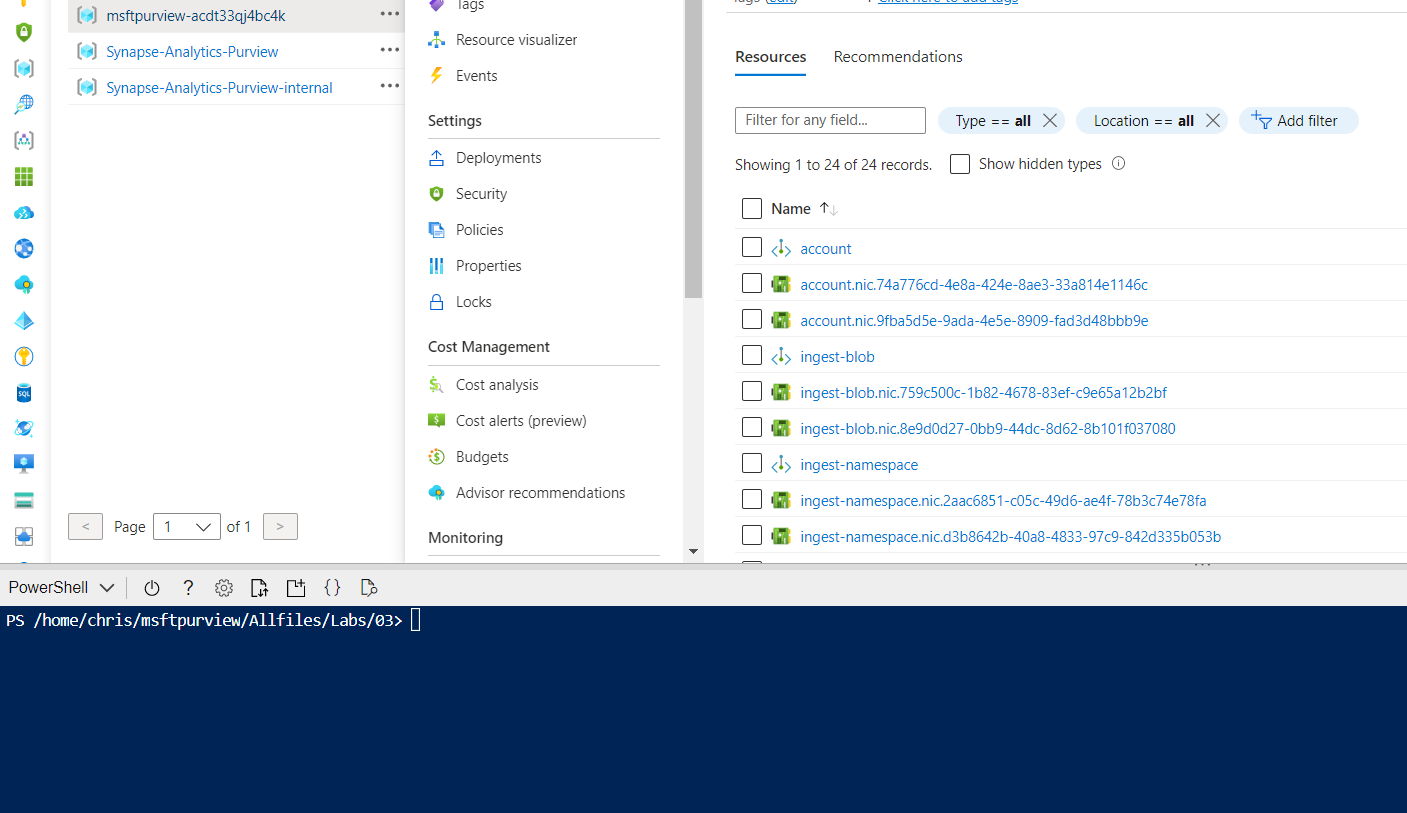 msftpurview-acdt33qj4bc4k
Synapse-Analytics-Purview
Synapse-Analytics-Purview-internal
< Page 1 of 1 >
Tags
Resource visualizer
Events
Settings
Deployments
Security
Policies
Properties
Locks
Cost Management
Cost analysis
Cost alerts (preview)
Budgets
Advisor recommendations
Monitoring
Tags (edit) : Click here to add tags
Resources Recommendations
Filter for any field... Type == all Location == all Add filter
Showing 1 to 24 of 24 records. Show hidden types
Name
account
account.nic.74a776cd-4e8a-424e-8ae3-33a814e1146c
account.nic.9fba5d5e-9ada-4e5e-8909-fad3d48bbb9e
ingest-blob
ingest-blob.nic.759c500c-1b82-4678-83ef-c9e65a12b2bf
ingest-blob.nic.8e9d0d27-0bb9-44dc-8d62-8b101f037080
ingest-namespace
ingest-namespace.nic.2aac6851-c05c-49d6-ae4f-78b3c74e78fa
ingest-namespace.nic.d3b8642b-40a8-4833-97c9-842d335b053b
PowerShell ? {}
PS /home/chris/msftpurview/Allfiles/Labs/03>